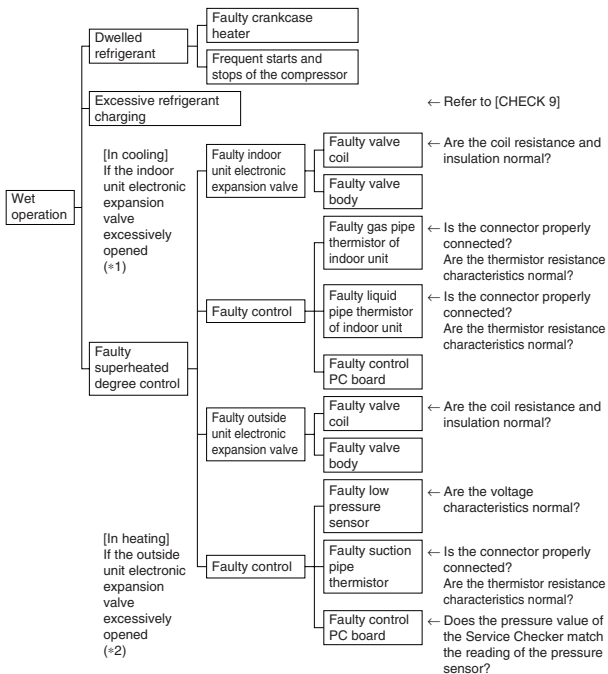 Wet
operation
Dwelled
refrigerant
Faulty crankcase
heater
Frequent starts and
stops of the compressor
Excessive refrigerant
charging
← Refer to [CHECK 9]
[In cooling]
If the indoor
unit electronic
expansion
valve
excessively
opened
(*1)
Faulty
superheated
degree control
Faulty indoor
unit electronic
expansion valve
Faulty valve
coil
← Are the coil resistance and
insulation normal?
Faulty valve
body
Faulty control
Faulty gas pipe
thermistor of
indoor unit
← Is the connector properly
connected?
Are the thermistor resistance
characteristics normal?
Faulty liquid
pipe thermistor
of indoor unit
← Is the connector properly
connected?
Are the thermistor resistance
characteristics normal?
Faulty control
PC board
Faulty outside
unit electronic
expansion valve
Faulty valve
coil
← Are the coil resistance and
insulation normal?
Faulty valve
body
[In heating]
If the outside
unit electronic
expansion
valve
excessively
opened
(*2)
Faulty control
Faulty low
pressure
sensor
← Are the voltage
characteristics normal?
Faulty suction
pipe
thermistor
← Is the connector properly
connected?
Are the thermistor resistance
characteristics normal?
Faulty control
PC board
← Does the pressure value of
the Service Checker match
the reading of the pressure
sensor?